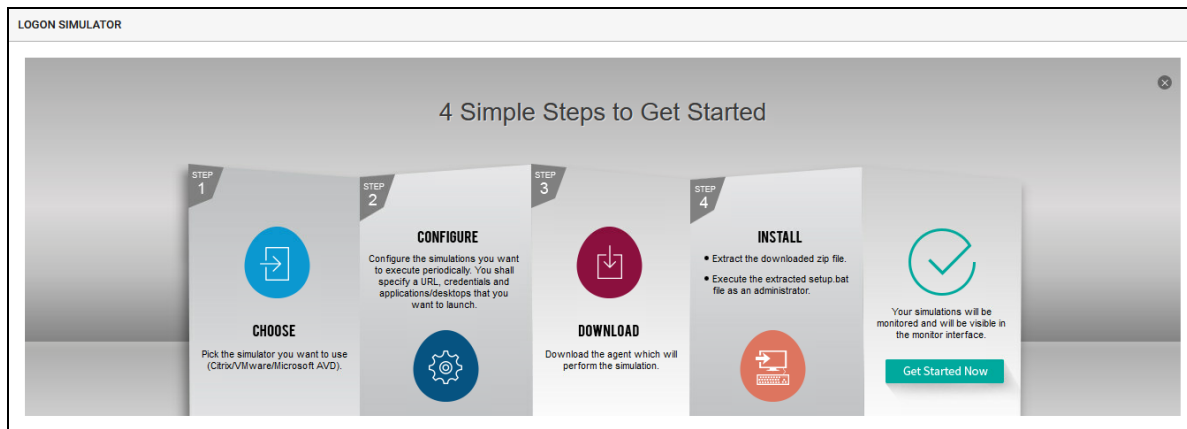 LOGON SIMULATOR
4 Simple Steps to Get Started
STEP
1
CHOOSE
Pick the simulator you want to use
(Citrix/VMware/Microsoft AVD).
STEP
2
CONFIGURE
Configure the simulations you want
to execute periodically. You shall
specify a URL, credentials and
applications/desktops that you
want to launch.
STEP
3
DOWNLOAD
Download the agent which will
perform the simulation.
STEP
4
INSTALL
• Extract the downloaded zip file.
• Execute the extracted setup.bat
file as an administrator.
Your simulations will be
monitored and will be visible in
the monitor interface.
Get Started Now